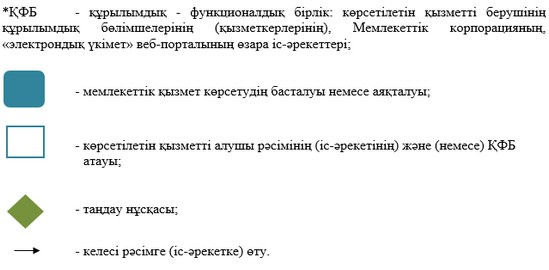 *ҚФБ - құрылымдық - функционалдық бірлік: көрсетілетін қызметті берушінің
құрылымдық бөлімшелерінің (қызметкерлерінің), Мемлекеттік корпорацияның,
«электрондық үкімет» веб-порталының өзара іс-әрекеттері;
- мемлекеттік қызмет көрсетудің басталуы немесе аяқталуы;
- көрсетілетін қызметті алушы рәсімінің (іс-әрекетінің) және (немесе) ҚФБ
атауы;
- таңдау нұсқасы;
- келесі рәсімге (іс-әрекетке) өту.